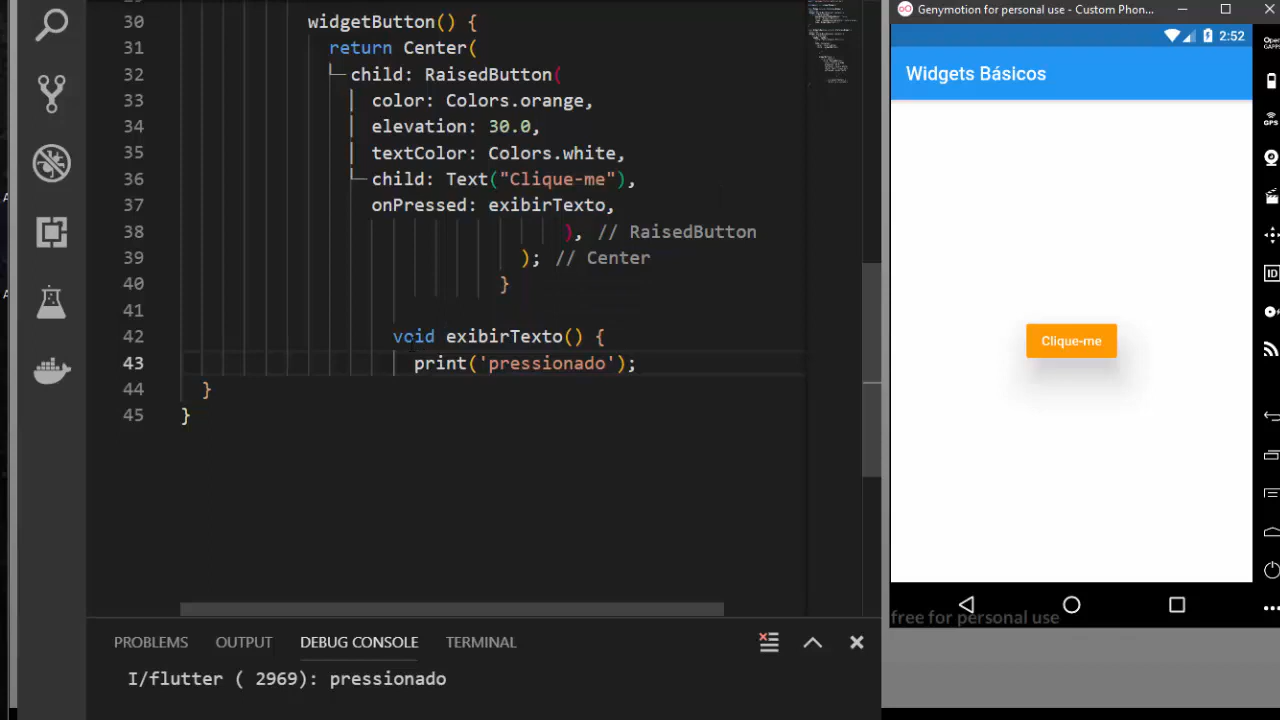 30 widgetButton() {
31 return Center(
32 child: RaisedButton(
33 color: Colors.orange,
34 elevation: 30.0,
35 textColor: Colors.white,
36 child: Text("Clique-me"),
37 onPressed: exibirTexto,
38 ), // RaisedButton
39 ); // Center
40 }
41
42 void exibirTexto() {
43 print('pressionado');
44 }
45 }
PROBLEMS OUTPUT DEBUG CONSOLE TERMINAL
I/flutter ( 2969): pressionado
Genymotion for personal use - Custom Phon...
2:52
Widgets Básicos
Clique-me
free for personal use
GAPPS
GPS
ID